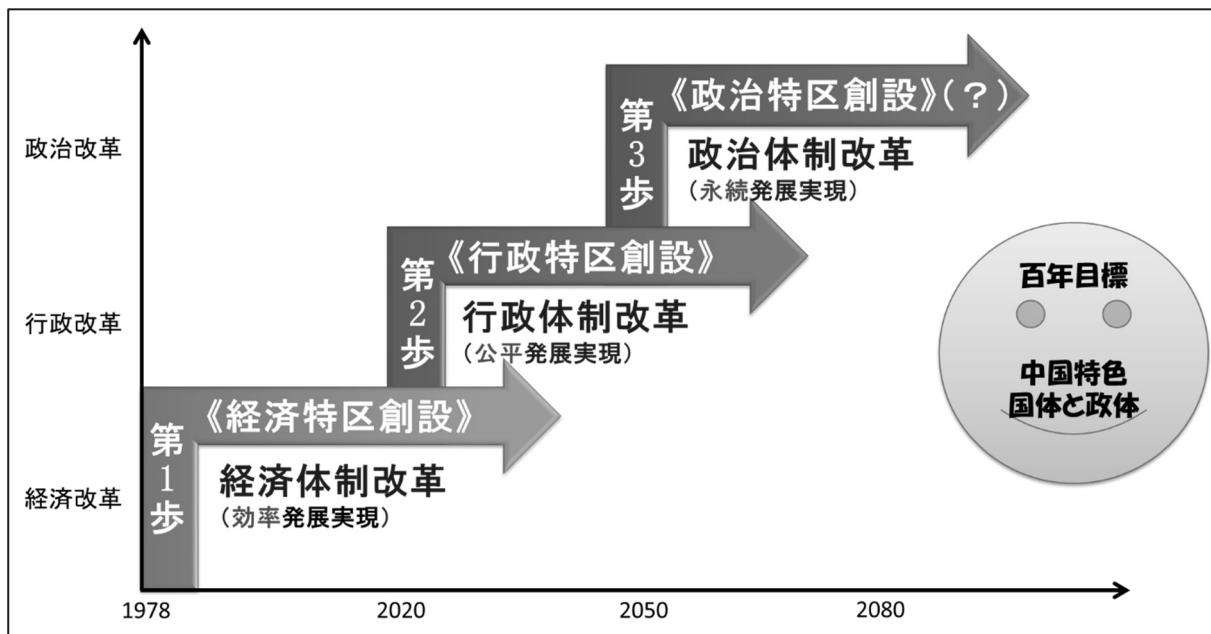 政治改革
行政改革
経済改革
第3歩
《政治特区創設》(？)
政治体制改革
(永続発展実現)
第2歩
《行政特区創設》
行政体制改革
(公平発展実現)
第1歩
《経済特区創設》
経済体制改革
(効率発展実現)
百年目標
中国特色
国体と政体
1978
2020
2050
2080